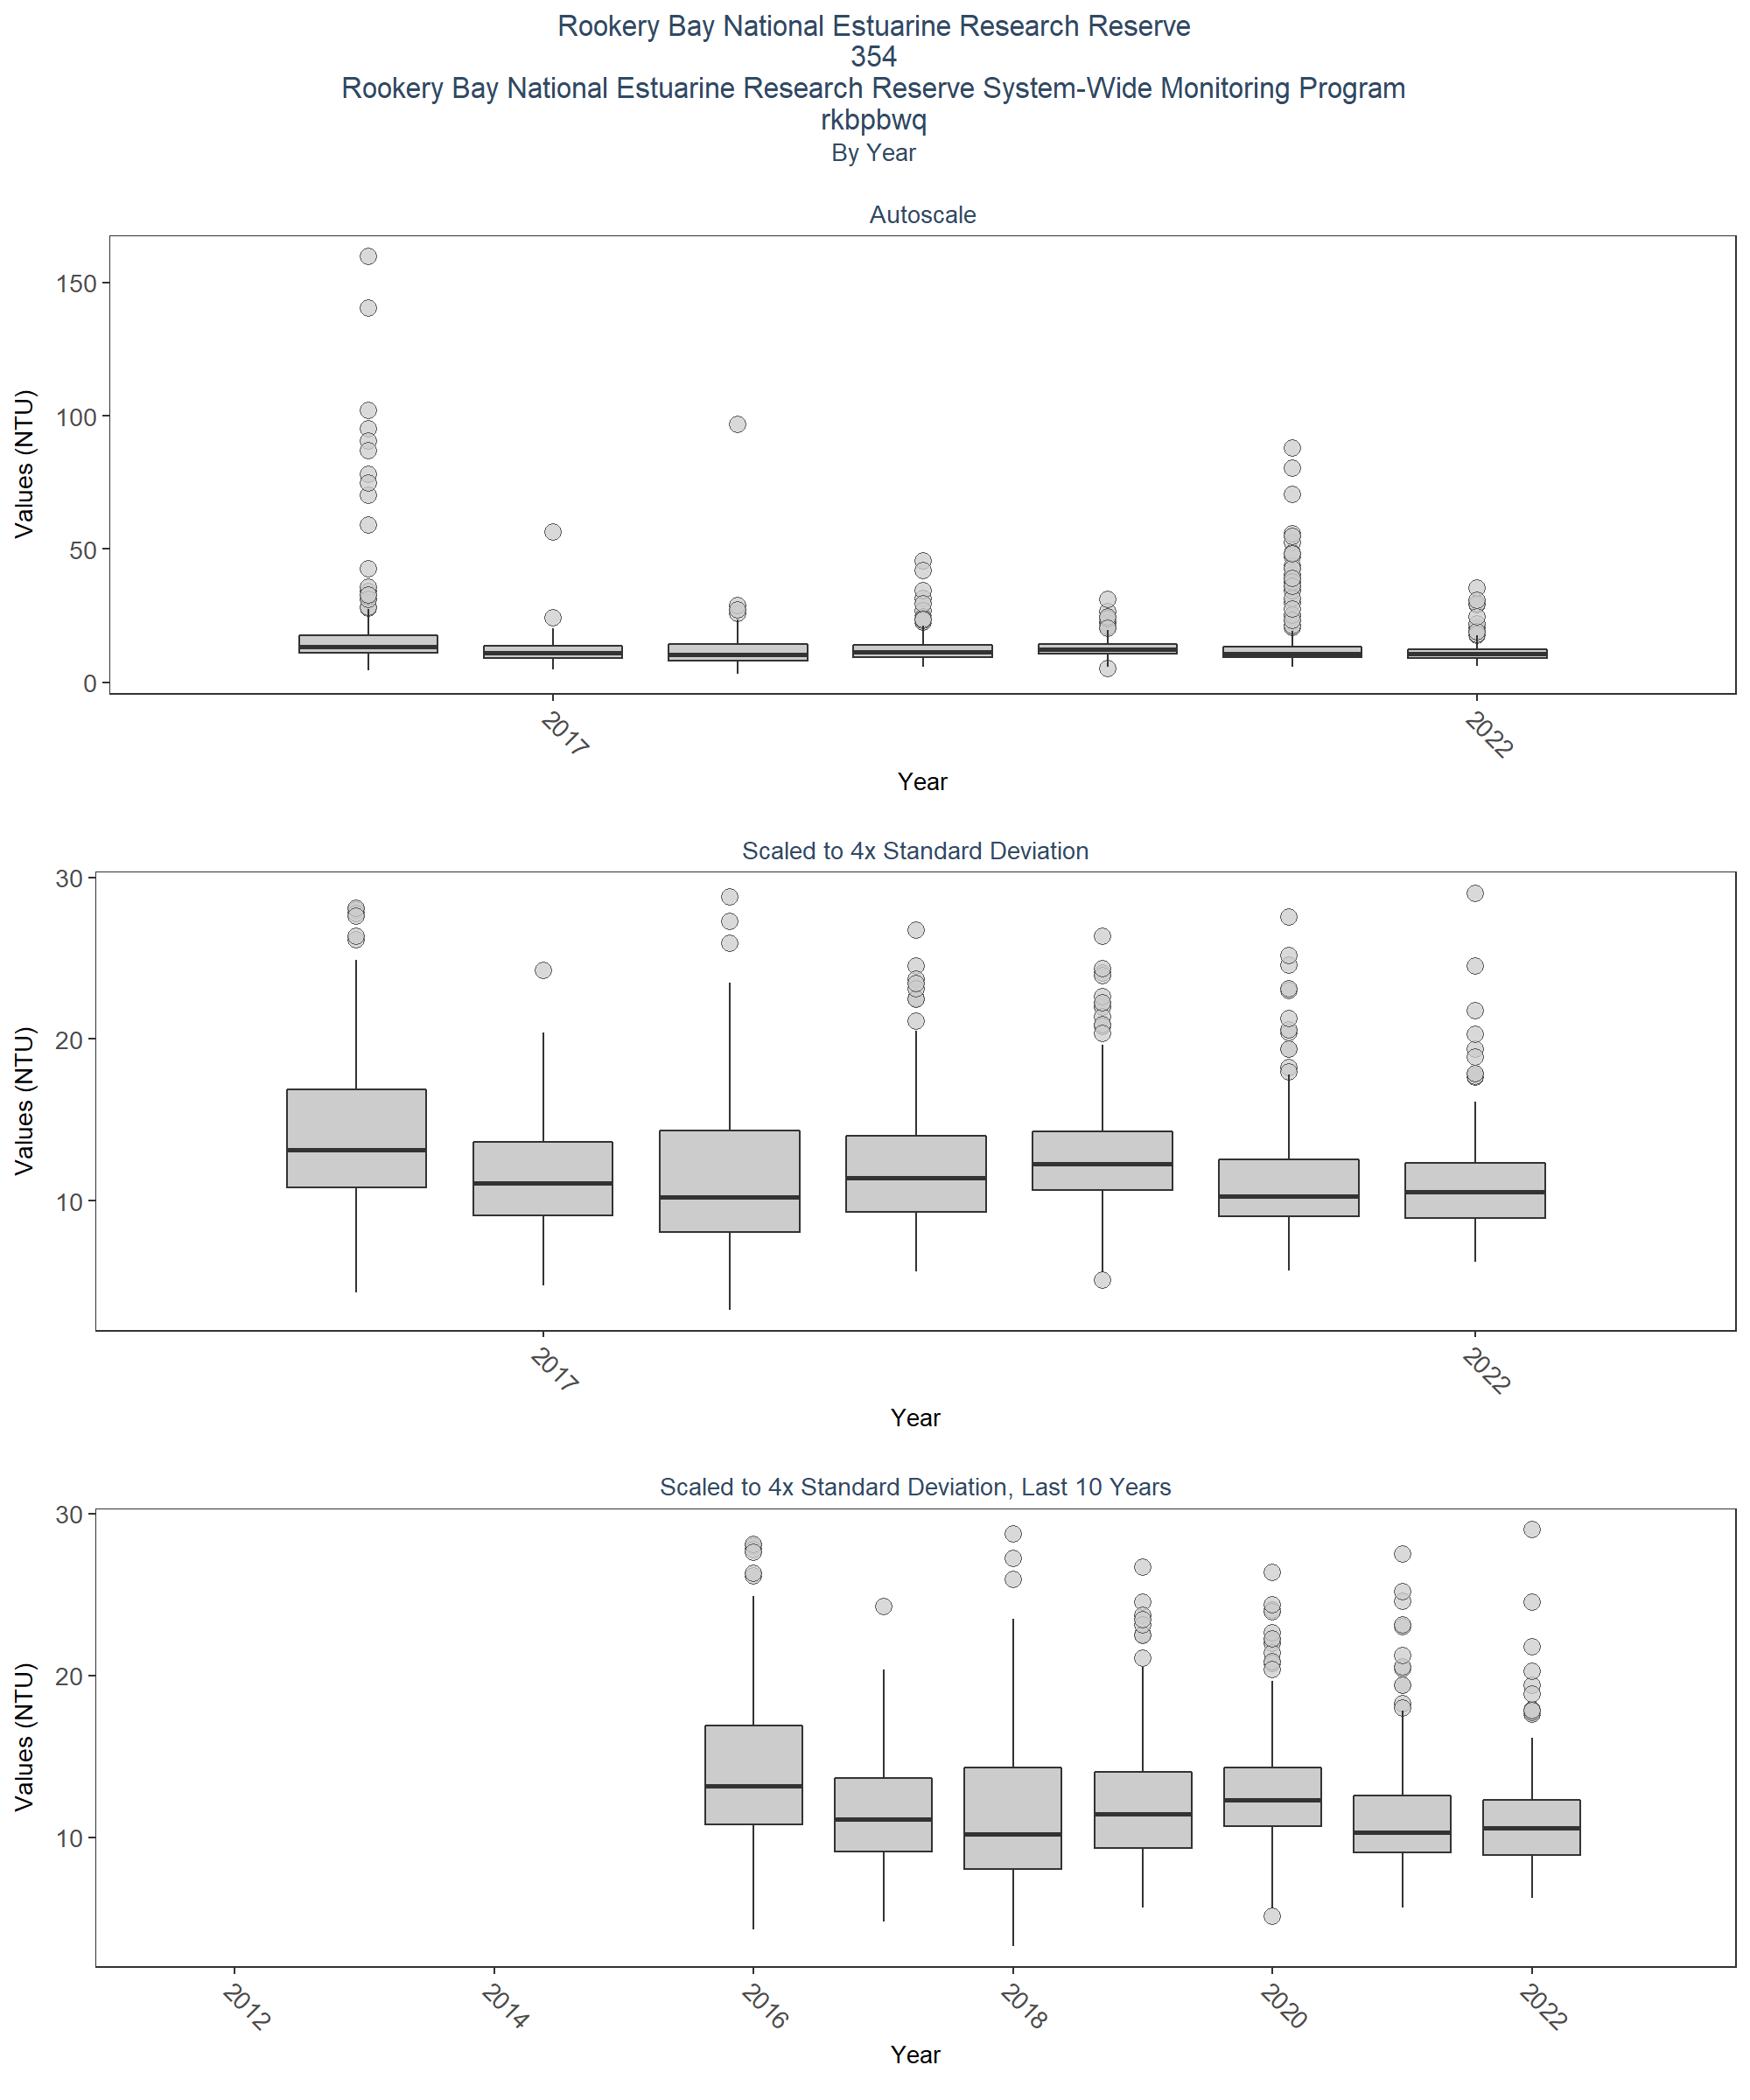 Rookery Bay National Estuarine Research Reserve
354
Rookery Bay National Estuarine Research Reserve System-Wide Monitoring Program
rkbpbwq
By Year
Autoscale
Values (NTU)
150
100
50
0
2017
2022
Year
Scaled to 4x Standard Deviation
Values (NTU)
30
20
10
2017
2022
Year
Scaled to 4x Standard Deviation, Last 10 Years
Values (NTU)
30
20
10
2012
2014
2016
2018
2020
2022
Year